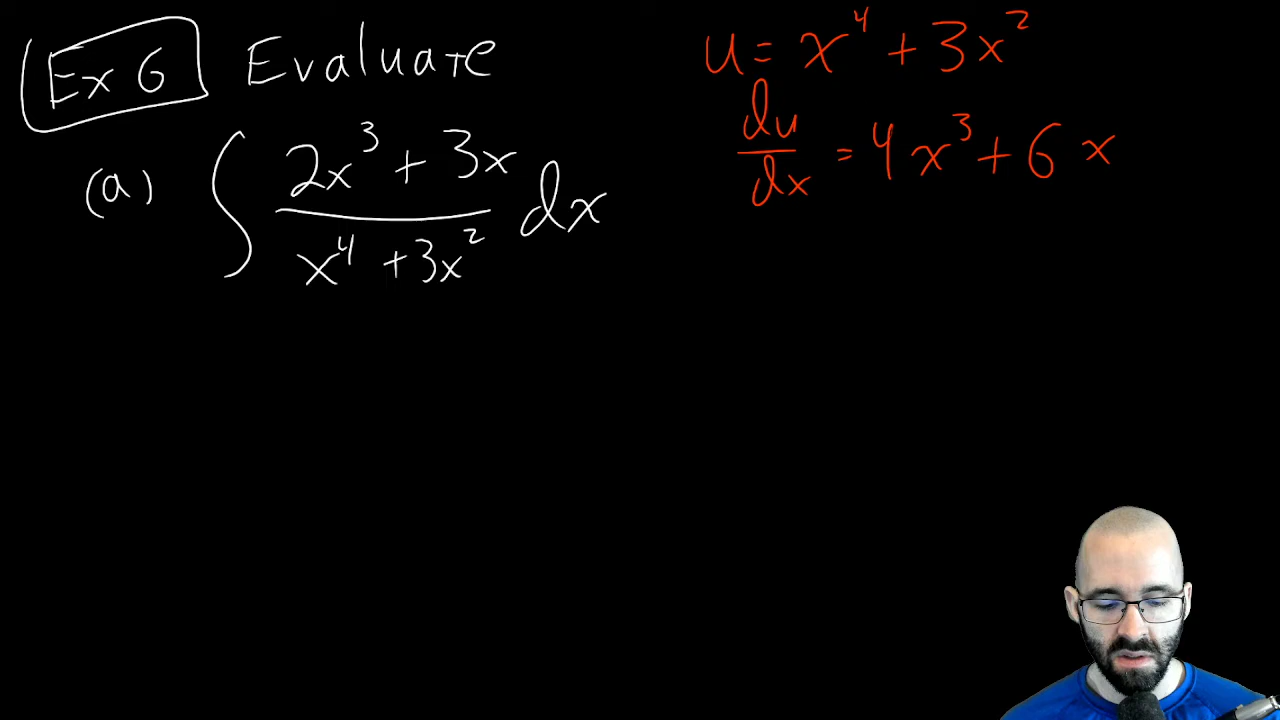 Ex 6 Evaluate
(a) ∫ (2x³ + 3x)/(x⁴ + 3x²) dx
u = x⁴ + 3x²
du/dx = 4x³ + 6x